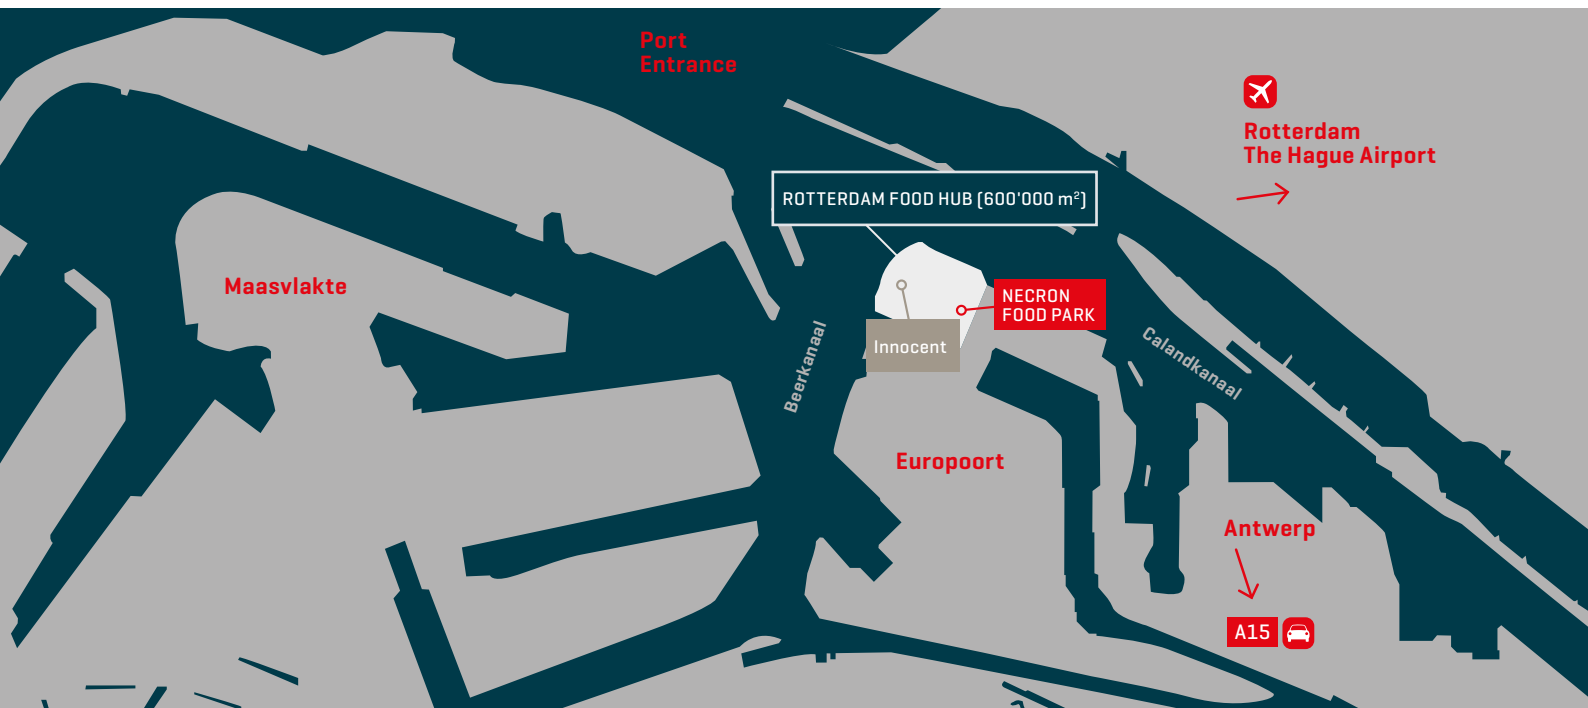 Port
Entrance
Rotterdam
The Hague Airport
ROTTERDAM FOOD HUB [600'000 m²]
Maasvlakte
NECRON
FOOD PARK
Innocent
Beerkanaal
Calandkanaal
Europoort
Antwerp
A15